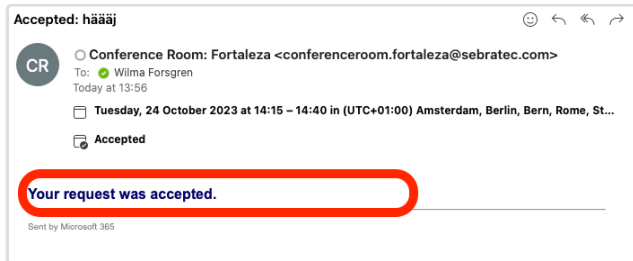 Accepted: häääj
CR
Conference Room: Fortaleza <conferenceroom.fortaleza@sebratec.com>
To: Wilma Forsgren
Today at 13:56
Tuesday, 24 October 2023 at 14:15 – 14:40 in (UTC+01:00) Amsterdam, Berlin, Bern, Rome, St...
Accepted
Your request was accepted.
Sent by Microsoft 365